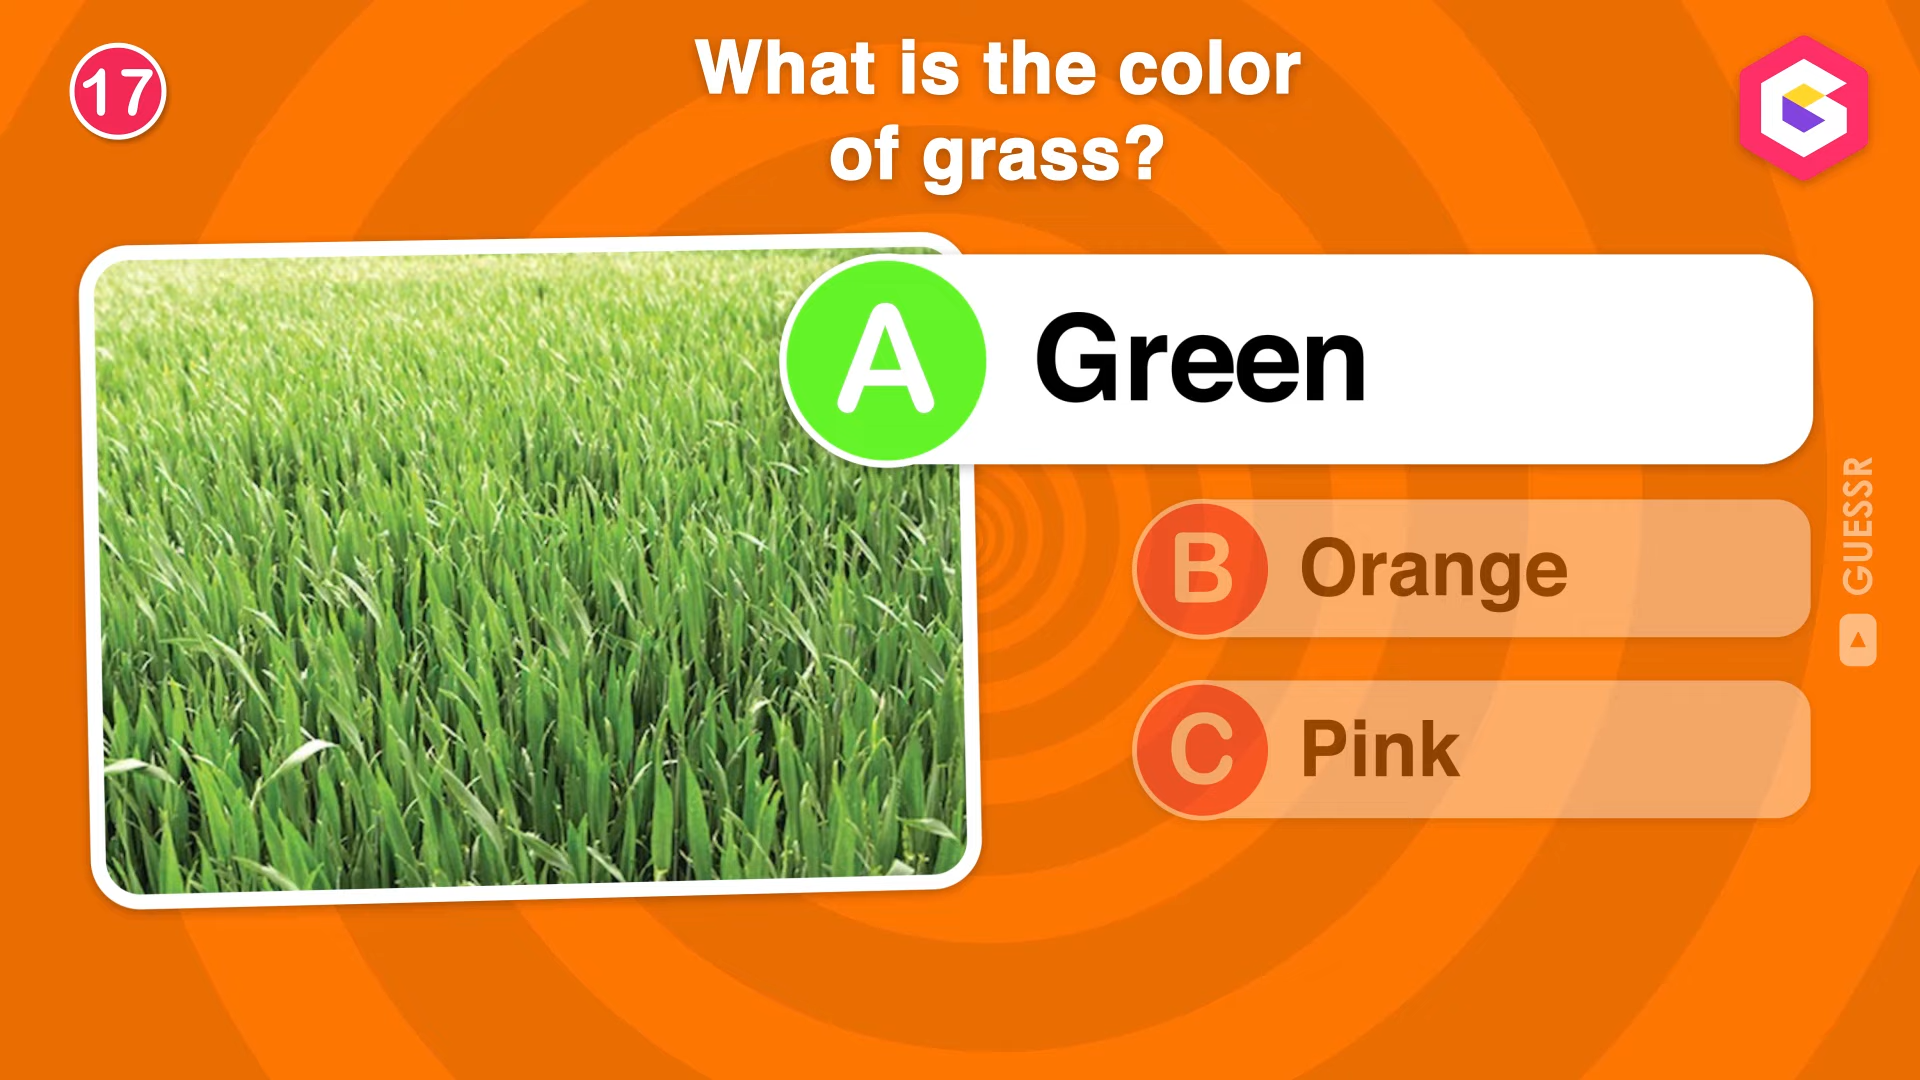 17
What is the color
of grass?
A Green
B Orange
C Pink
GUESSR